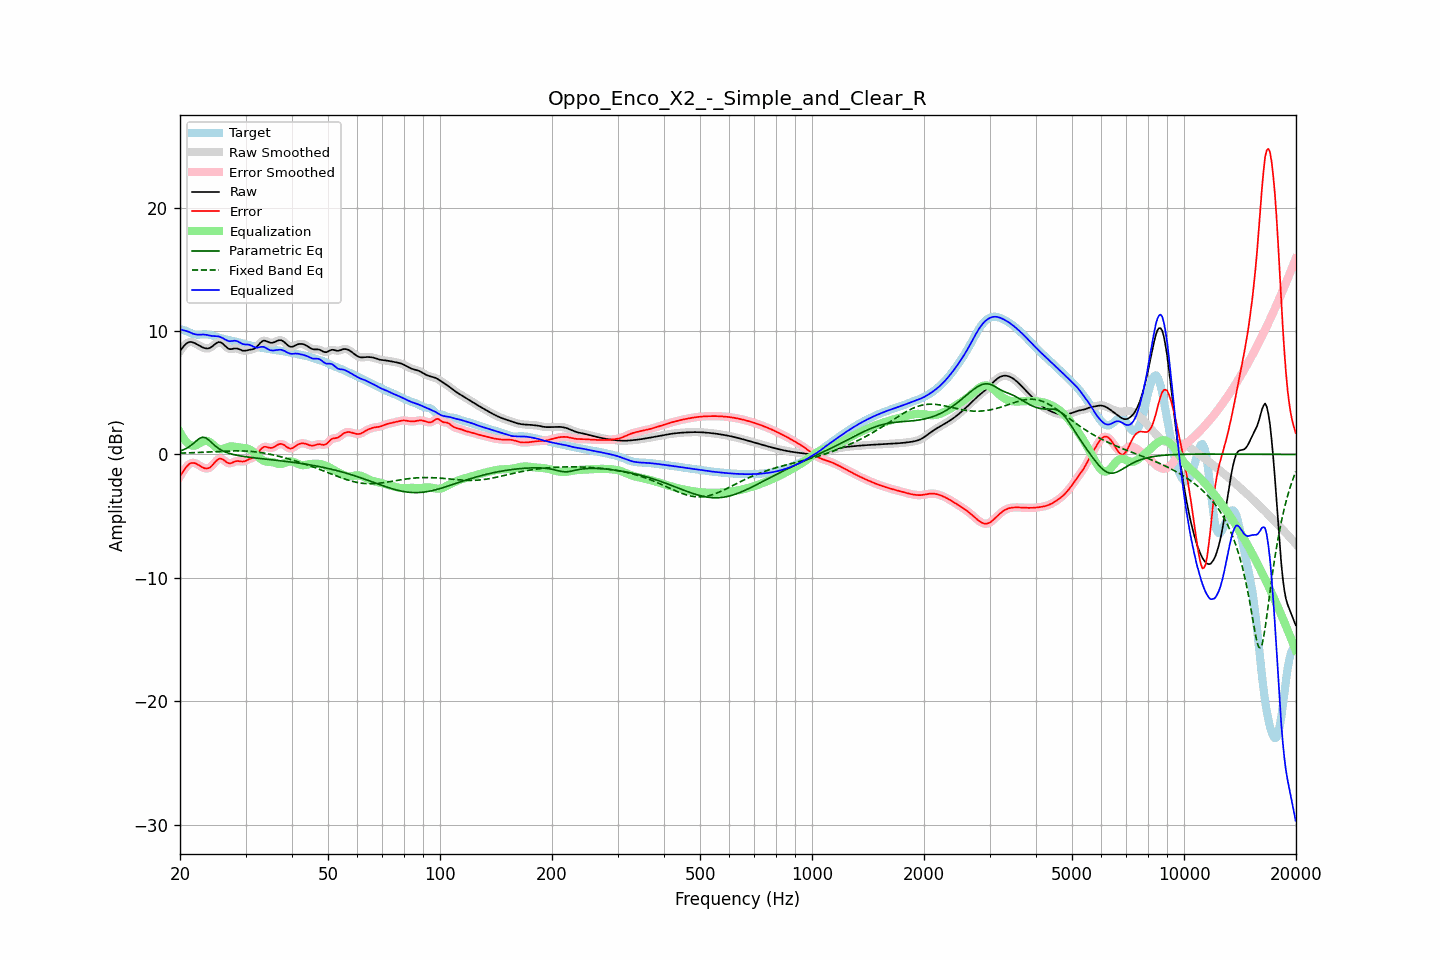 Oppo_Enco_X2_-_Simple_and_Clear_R
Target
Raw Smoothed
Error Smoothed
Raw
Error
Equalization
Parametric Eq
Fixed Band Eq
Equalized
20
10
0
−10
−20
−30
Amplitude (dBr)
20 50 100 200 500 1000 2000 5000 10000 20000
Frequency (Hz)